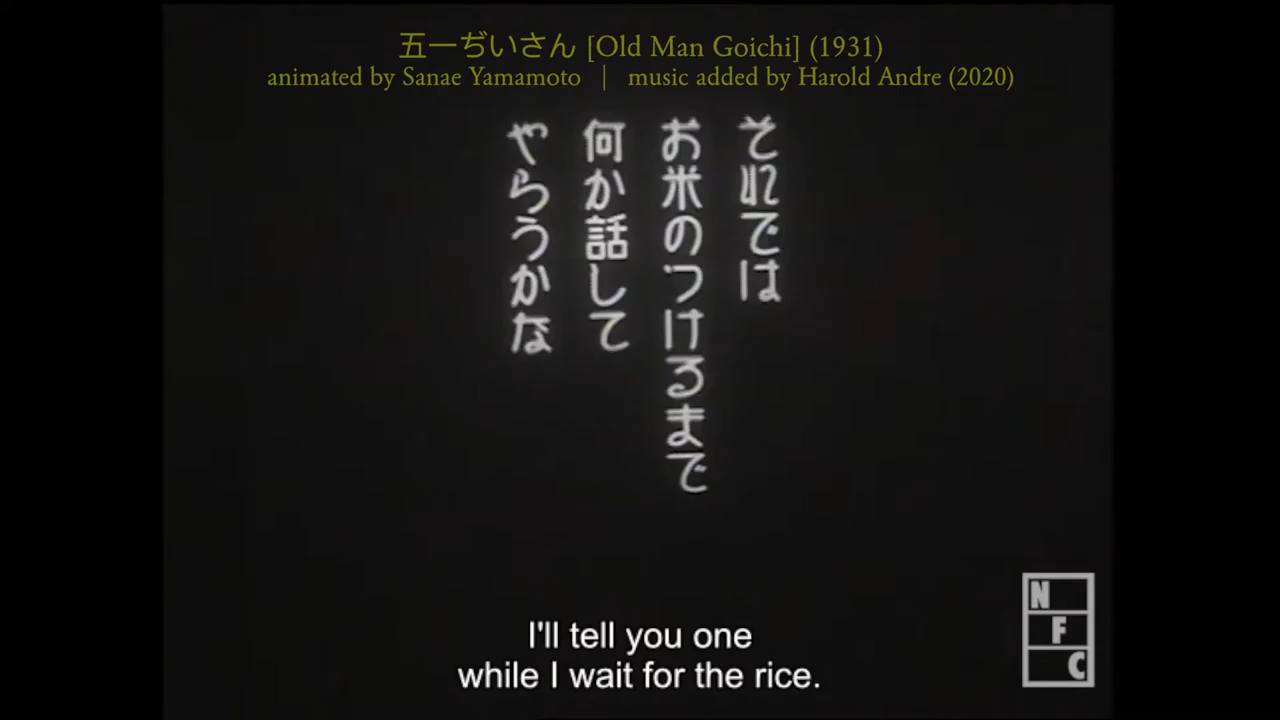 五一ぢいさん [Old Man Goichi] (1931)
animated by Sanae Yamamoto | music added by Harold Andre (2020)
それでは
お米のつけるまで
何か話して
やらうかな
I'll tell you one
while I wait for the rice.
N
F
C